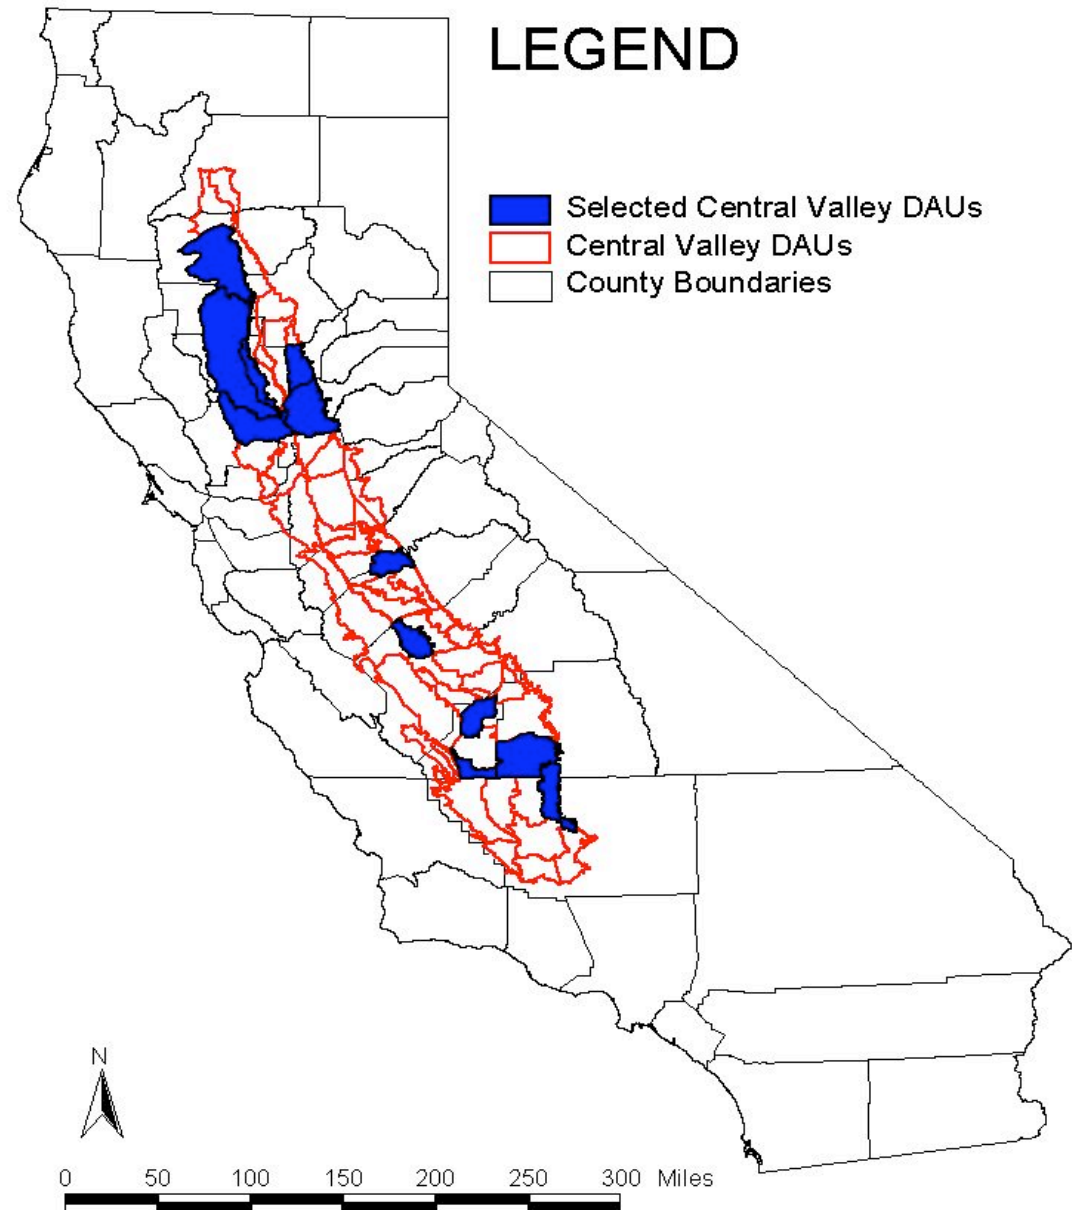 LEGEND
Selected Central Valley DAUs
Central Valley DAUs
County Boundaries
N
0 50 100 150 200 250 300 Miles